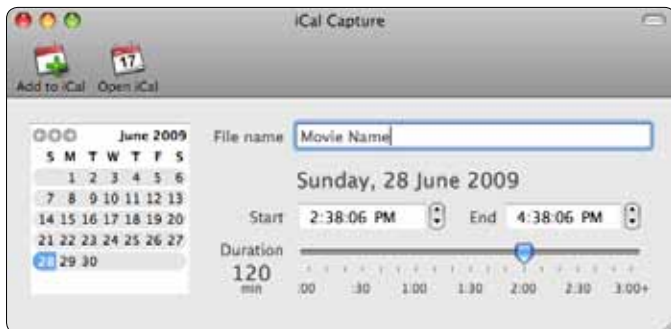 iCal Capture
17
Add to iCal Open iCal
June 2009
S M T W T F S
1 2 3 4 5 6
7 8 9 10 11 12 13
14 15 16 17 18 19 20
21 22 23 24 25 26 27
28 29 30
File name Movie Name
Sunday, 28 June 2009
Start 2:38:06 PM End 4:38:06 PM
Duration
120
min
:00 :30 1:00 1:30 2:00 2:30 3:00+